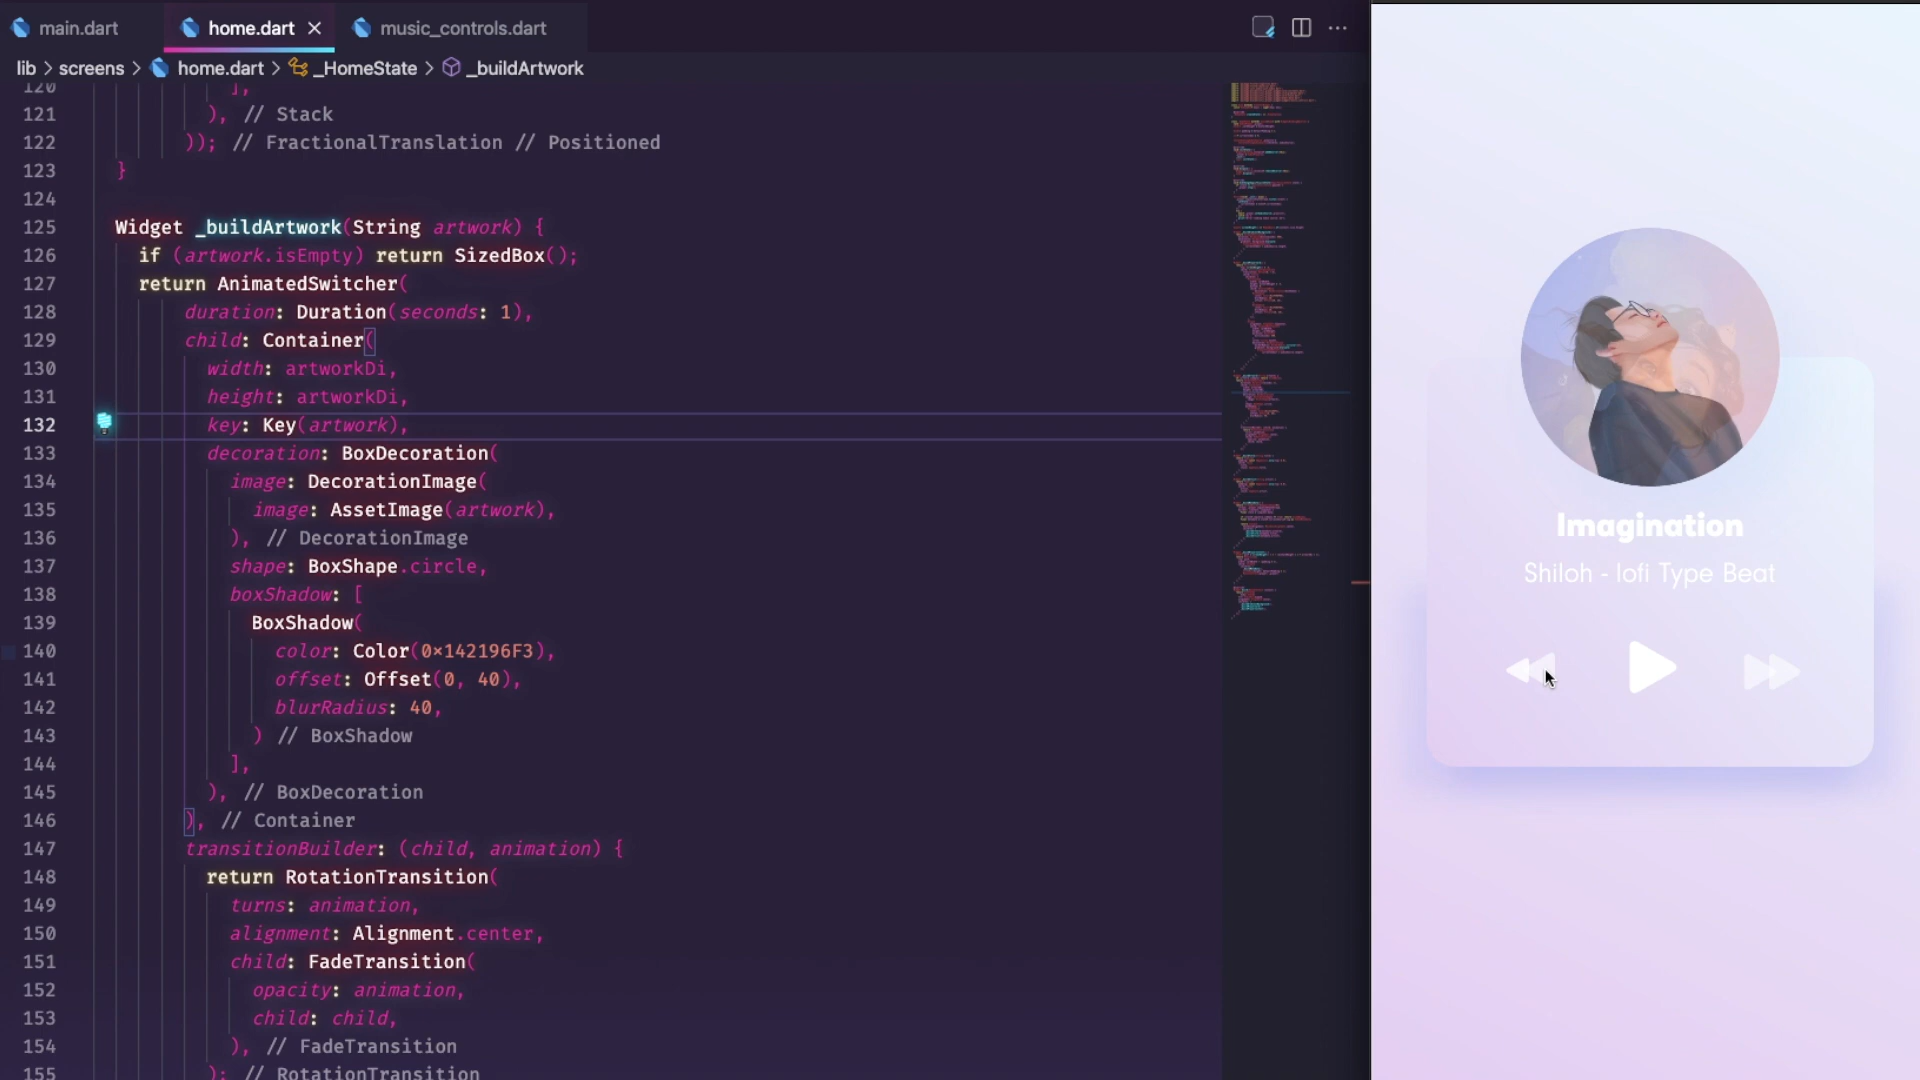 main.dart
home.dart
music_controls.dart
lib > screens > home.dart > _HomeState > _buildArtwork
120 ],
121 ), // Stack
122 )); // FractionalTranslation // Positioned
123 }
124
125 Widget _buildArtwork(String artwork) {
126 if (artwork.isEmpty) return SizedBox();
127 return AnimatedSwitcher(
128 duration: Duration(seconds: 1),
129 child: Container(
130 width: artworkDi,
131 height: artworkDi,
132 key: Key(artwork),
133 decoration: BoxDecoration(
134 image: DecorationImage(
135 image: AssetImage(artwork),
136 ), // DecorationImage
137 shape: BoxShape.circle,
138 boxShadow: [
139 BoxShadow(
140 color: Color(0x142196F3),
141 offset: Offset(0, 40),
142 blurRadius: 40,
143 ) // BoxShadow
144 ],
145 ), // BoxDecoration
146 ), // Container
147 transitionBuilder: (child, animation) {
148 return RotationTransition(
149 turns: animation,
150 alignment: Alignment.center,
151 child: FadeTransition(
152 opacity: animation,
153 child: child,
154 ), // FadeTransition
155 ); // RotationTransition
Imagination
Shiloh - lofi Type Beat